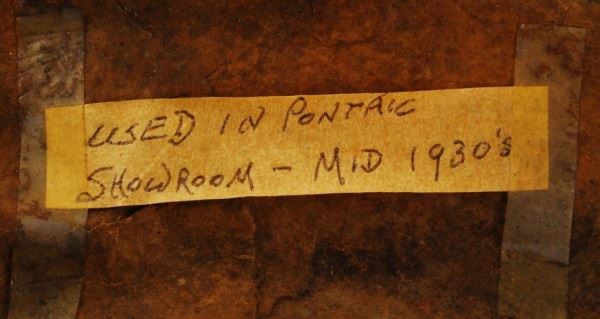 USED IN PONTIAC
SHOWROOM - MID 1930's